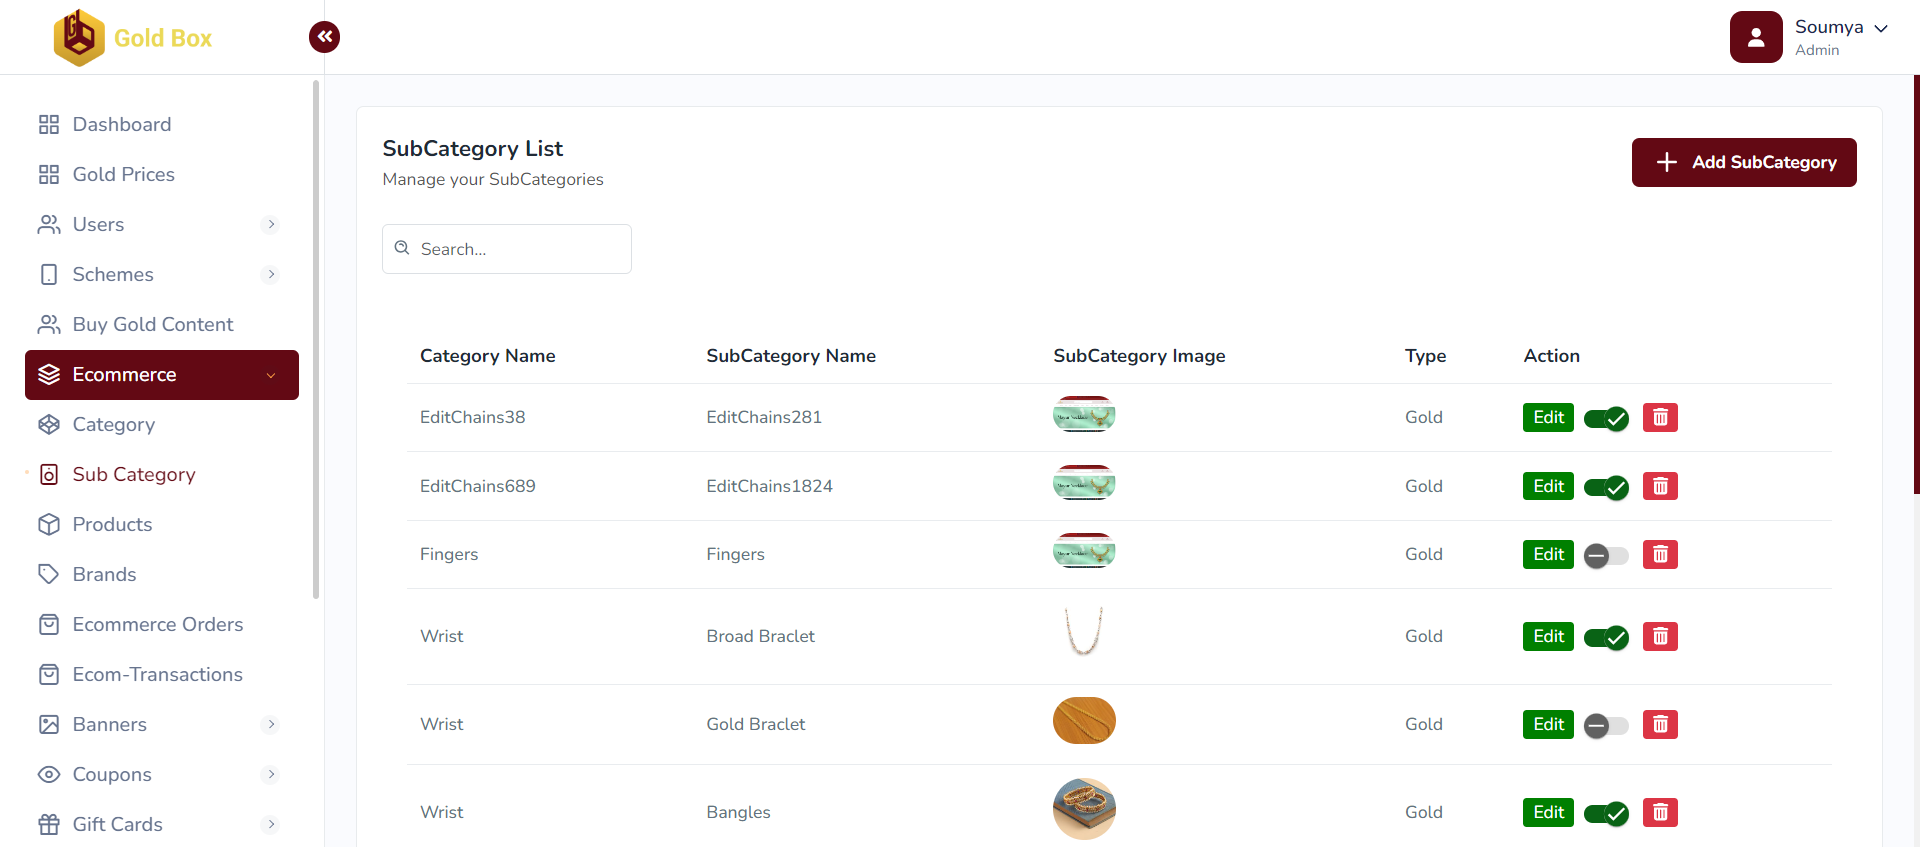 Gold Box
Soumya
Admin
Dashboard
Gold Prices
Users
Schemes
Buy Gold Content
Ecommerce
Category
Sub Category
Products
Brands
Ecommerce Orders
Ecom-Transactions
Banners
Coupons
Gift Cards
SubCategory List
Manage your SubCategories
Add SubCategory
Search...
Category Name SubCategory Name SubCategory Image Type Action
EditChains38 EditChains281 Gold Edit
EditChains689 EditChains1824 Gold Edit
Fingers Fingers Gold Edit
Wrist Broad Braclet Gold Edit
Wrist Gold Braclet Gold Edit
Wrist Bangles Gold Edit